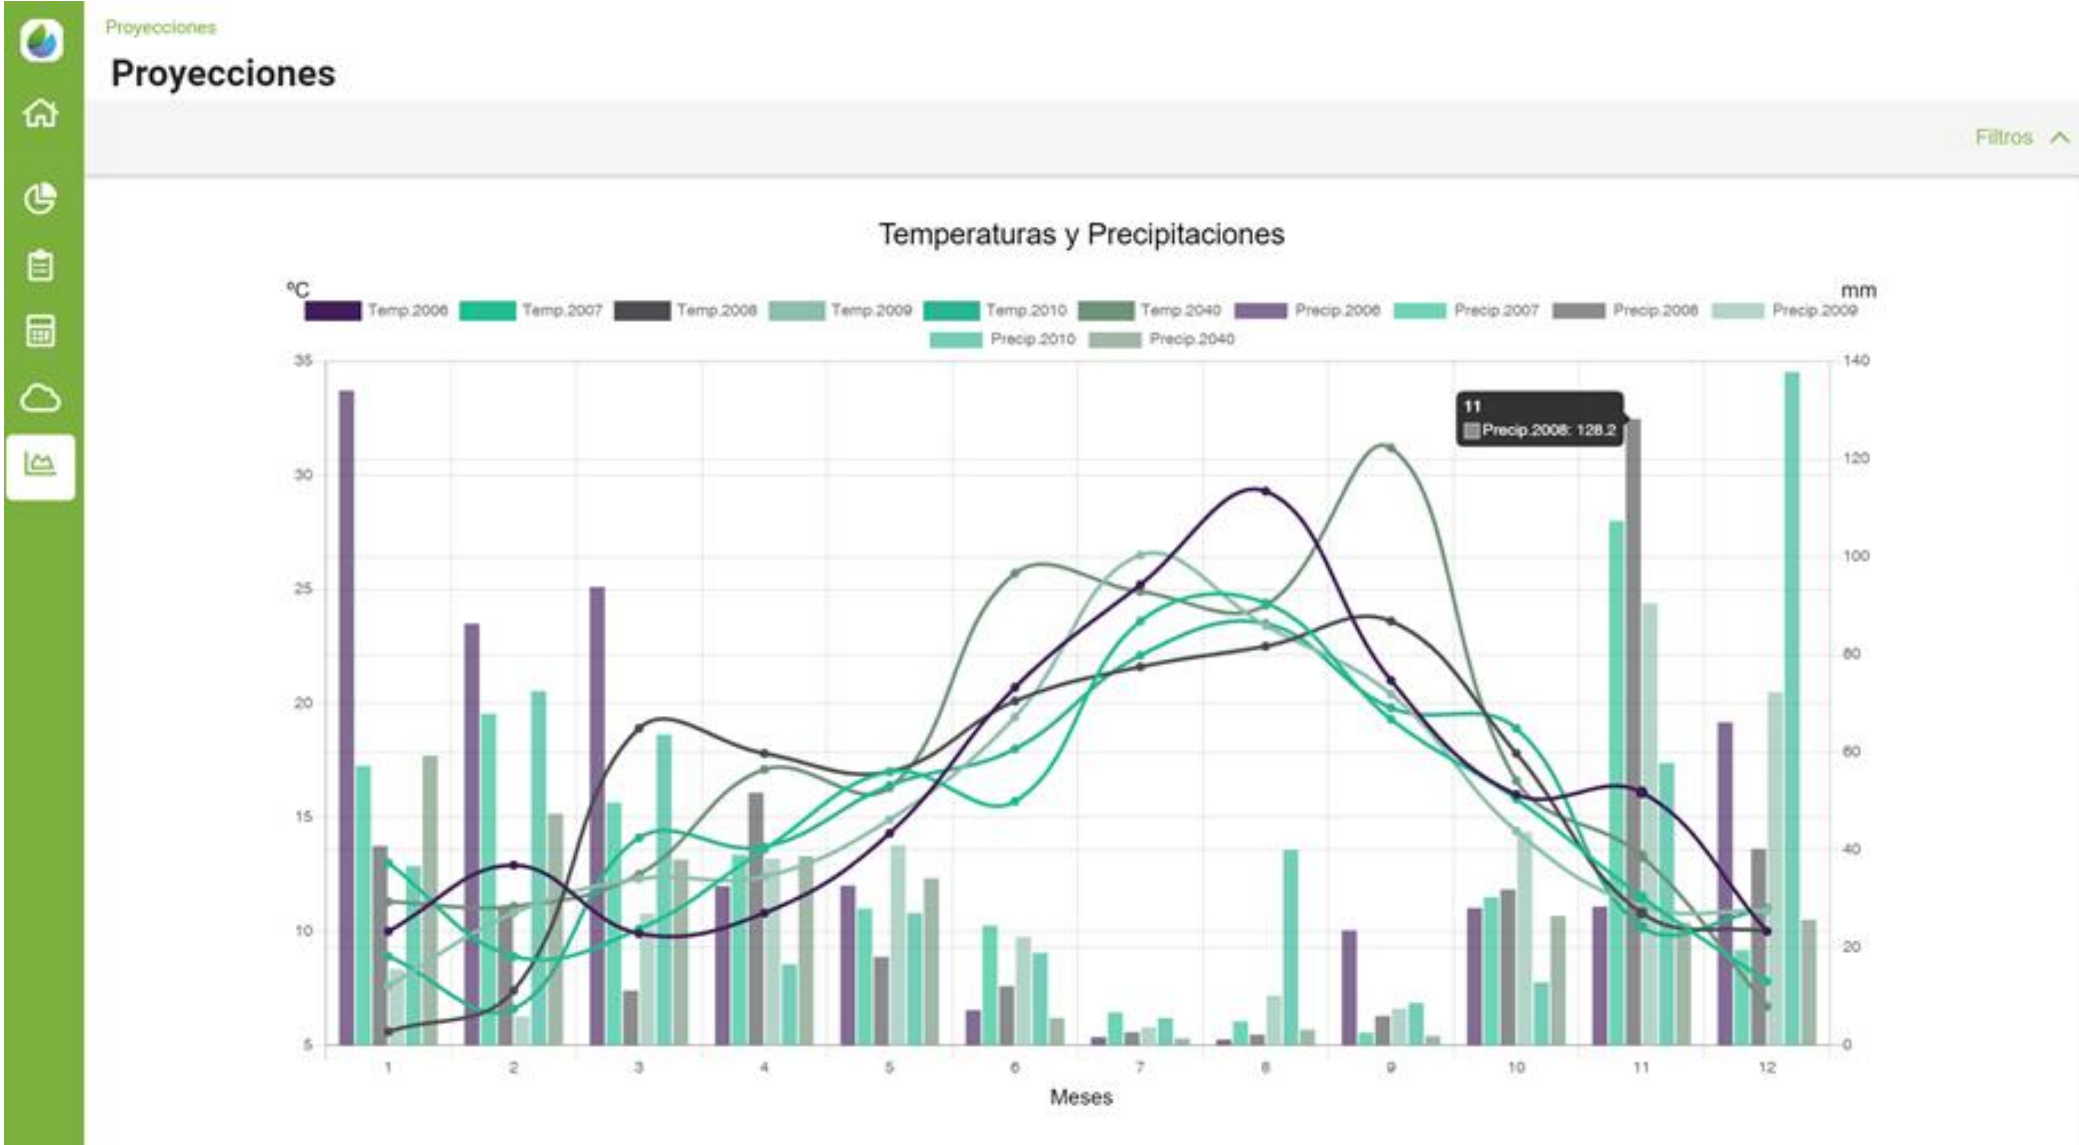 Proyecciones
Proyecciones
Filtros
Temperaturas y Precipitaciones
ºC
mm
Temp.2006 Temp.2007 Temp.2008 Temp.2009 Temp.2010 Temp.2040 Precip.2006 Precip.2007 Precip.2008 Precip.2009
Precip.2010 Precip.2040
35 140
11
Precip.2008: 128.2
120
30
100
25
80
20
60
15
40
10
20
5 0
1 2 3 4 5 6 7 8 9 10 11 12
Meses